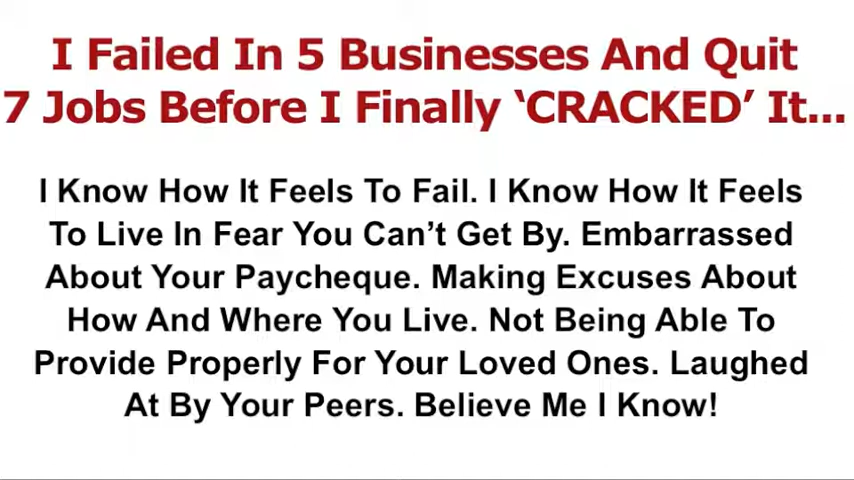 I Failed In 5 Businesses And Quit
7 Jobs Before I Finally ‘CRACKED’ It...
I Know How It Feels To Fail. I Know How It Feels
To Live In Fear You Can’t Get By. Embarrassed
About Your Paycheque. Making Excuses About
How And Where You Live. Not Being Able To
Provide Properly For Your Loved Ones. Laughed
At By Your Peers. Believe Me I Know!